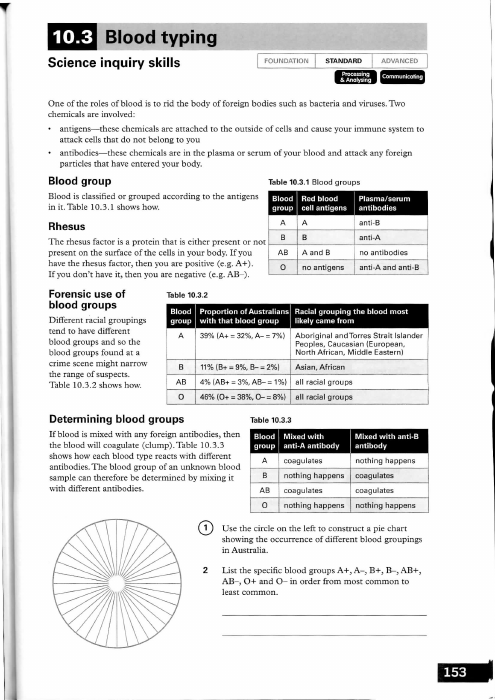 10.3 Blood typing
Science inquiry skills
FOUNDATION STANDARD ADVANCED
Processing & Analysing Communicating
One of the roles of blood is to rid the body of foreign bodies such as bacteria and viruses. Two
chemicals are involved:
• antigens—these chemicals are attached to the outside of cells and cause your immune system to
attack cells that do not belong to you
• antibodies—these chemicals are in the plasma or serum of your blood and attack any foreign
particles that have entered your body.
Blood group
Blood is classified or grouped according to the antigens
in it. Table 10.3.1 shows how.
Rhesus
The rhesus factor is a protein that is either present or not
present on the surface of the cells in your body. If you
have the rhesus factor, then you are positive (e.g. A+).
If you don't have it, then you are negative (e.g. AB–).
Table 10.3.1 Blood groups
Blood group Red blood cell antigens Plasma/serum antibodies
A A anti-B
B B anti-A
AB A and B no antibodies
O no antigens anti-A and anti-B
Forensic use of
blood groups
Different racial groupings
tend to have different
blood groups and so the
blood groups found at a
crime scene might narrow
the range of suspects.
Table 10.3.2 shows how.
Table 10.3.2
Blood group Proportion of Australians with that blood group Racial grouping the blood most likely came from
A 39% (A+ = 32%, A– = 7%) Aboriginal and Torres Strait Islander
Peoples, Caucasian (European,
North African, Middle Eastern)
B 11% (B+ = 9%, B– = 2%) Asian, African
AB 4% (AB+ = 3%, AB– = 1%) all racial groups
O 46% (O+ = 38%, O– = 8%) all racial groups
Determining blood groups
If blood is mixed with any foreign antibodies, then
the blood will coagulate (clump). Table 10.3.3
shows how each blood type reacts with different
antibodies. The blood group of an unknown blood
sample can therefore be determined by mixing it
with different antibodies.
Table 10.3.3
Blood group Mixed with anti-A antibody Mixed with anti-B antibody
A coagulates nothing happens
B nothing happens coagulates
AB coagulates coagulates
O nothing happens nothing happens
1 Use the circle on the left to construct a pie chart
showing the occurrence of different blood groupings
in Australia.
2 List the specific blood groups A+, A–, B+, B–, AB+,
AB–, O+ and O– in order from most common to
least common.
153